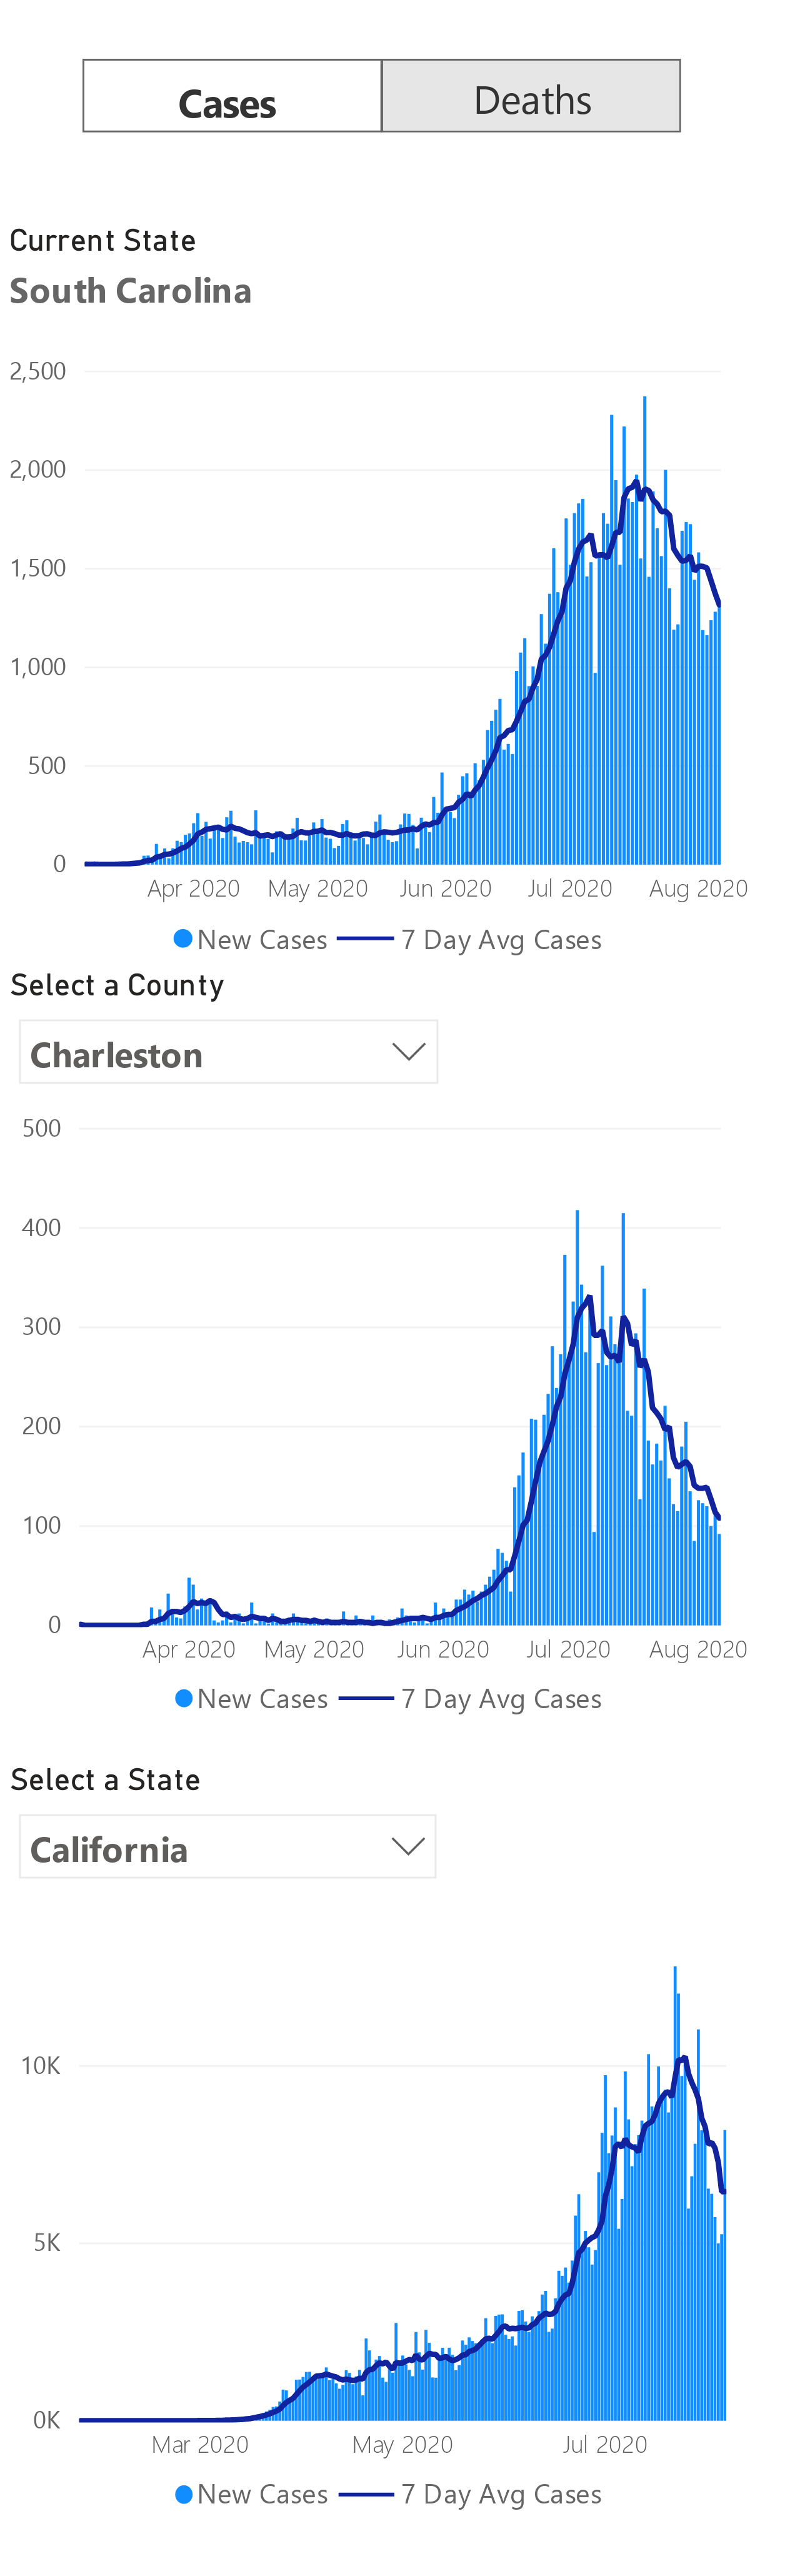 Cases Deaths
Current State
South Carolina
2,500
2,000
1,500
1,000
500
0
Apr 2020 May 2020 Jun 2020 Jul 2020 Aug 2020
New Cases 7 Day Avg Cases
Select a County
Charleston
500
400
300
200
100
0
Apr 2020 May 2020 Jun 2020 Jul 2020 Aug 2020
New Cases 7 Day Avg Cases
Select a State
California
10K
5K
0K
Mar 2020 May 2020 Jul 2020
New Cases 7 Day Avg Cases